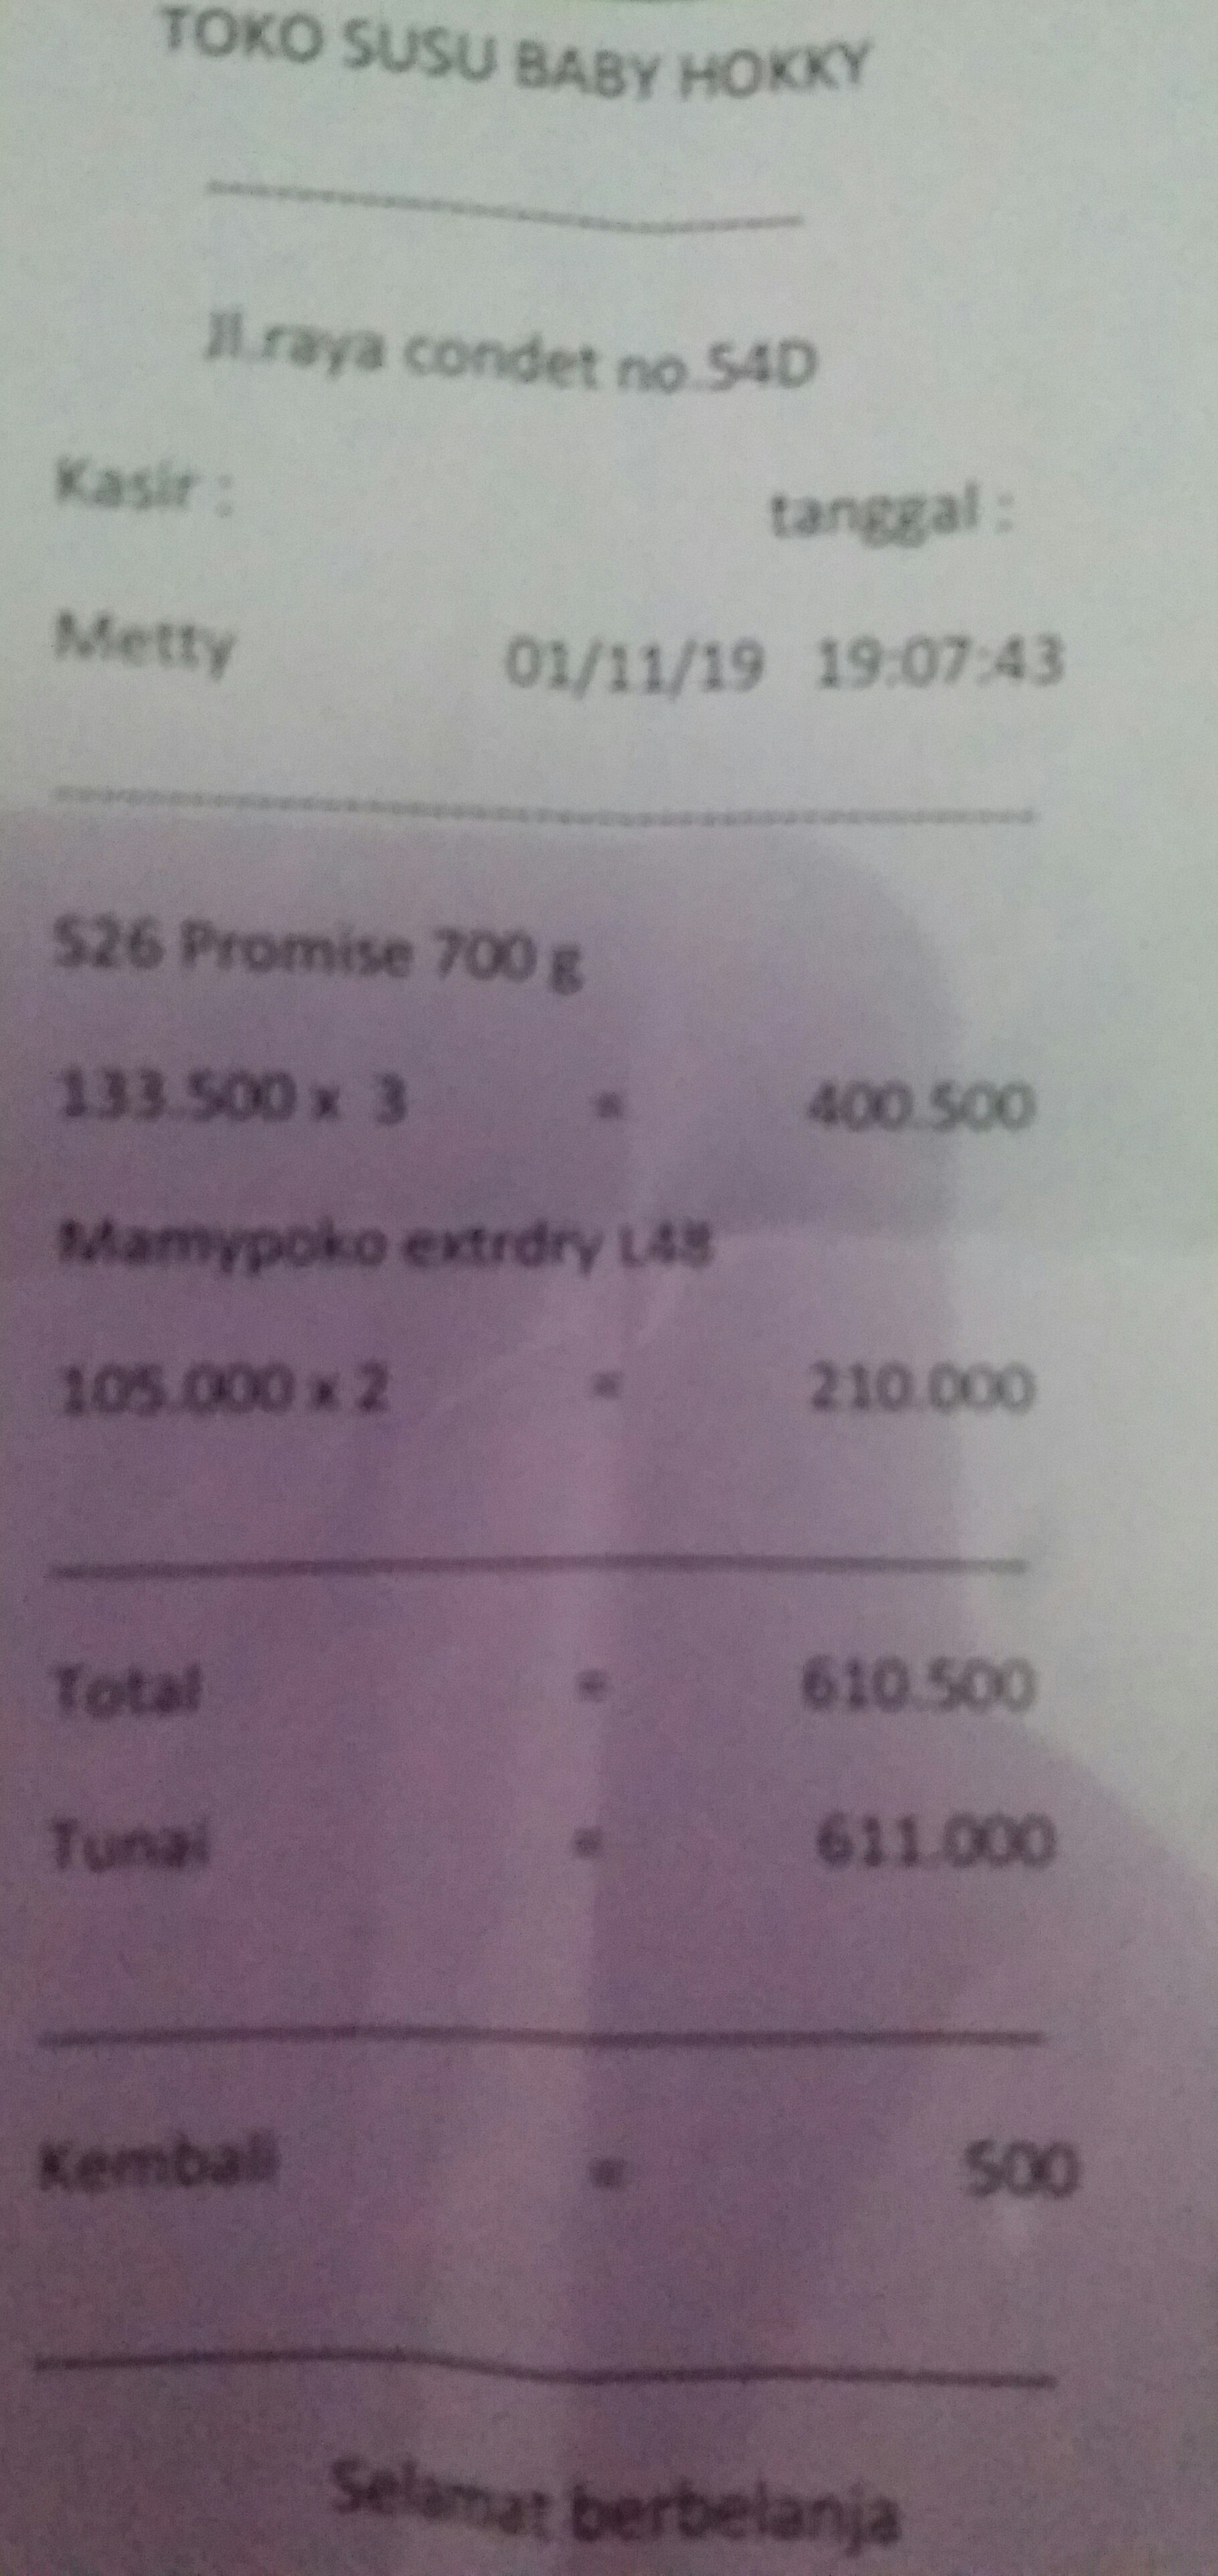 TOKO SUSU BABY HOKKY
Jl.raya condet no.54D
Kasir : tanggal :
Metty 01/11/19 19:07:43
S26 Promise 700 g
133.500 x 3 = 400.500
Mamypoko extrdry L48
105.000 x 2 = 210.000
Total = 610.500
Tunai = 611.000
Kembali = 500
Selamat berbelanja